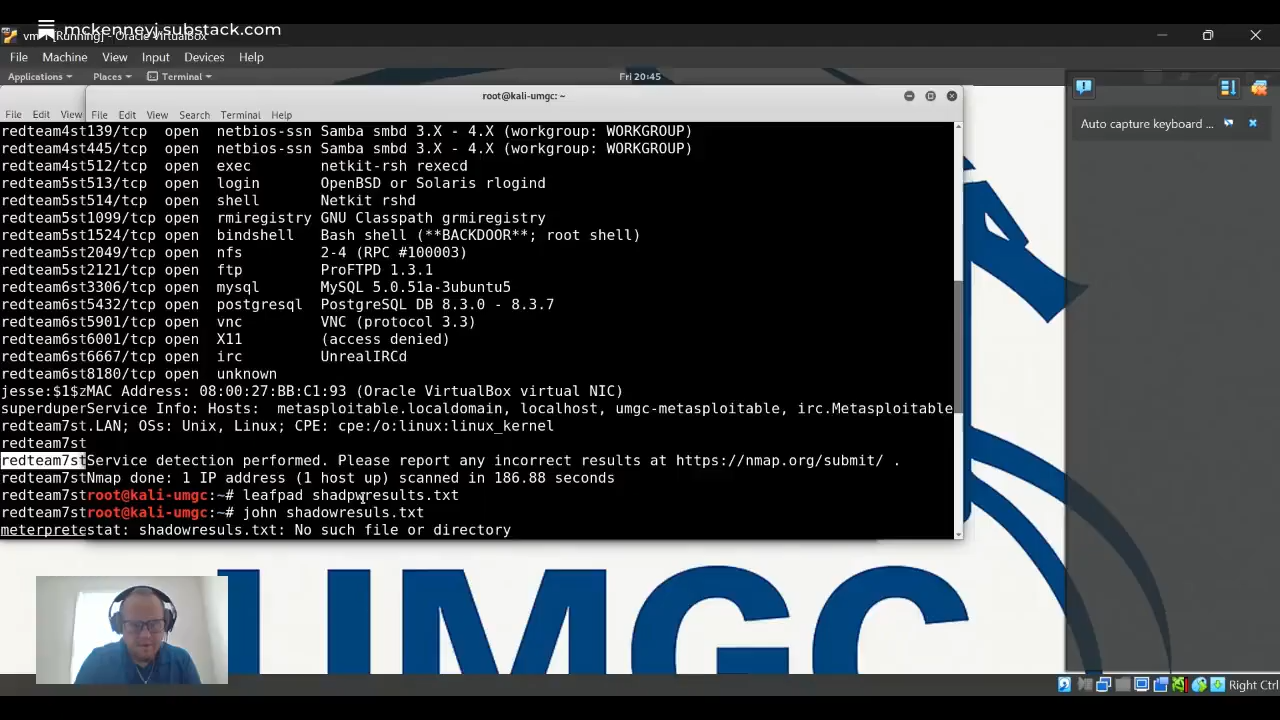 mckenneyj.substack.com
vm-1 [Running] - Oracle VirtualBox
File Machine View Input Devices Help
Applications Places Terminal Fri 20:45
root@kali-umgc: ~
Auto capture keyboard ...
File Edit View File Edit View Search Terminal Help
redteam4st139/tcp open netbios-ssn Samba smbd 3.X - 4.X (workgroup: WORKGROUP)
redteam4st445/tcp open netbios-ssn Samba smbd 3.X - 4.X (workgroup: WORKGROUP)
redteam4st512/tcp open exec netkit-rsh rexecd
redteam5st513/tcp open login OpenBSD or Solaris rlogind
redteam5st514/tcp open shell Netkit rshd
redteam5st1099/tcp open rmiregistry GNU Classpath grmiregistry
redteam5st1524/tcp open bindshell Bash shell (**BACKDOOR**; root shell)
redteam5st2049/tcp open nfs 2-4 (RPC #100003)
redteam5st2121/tcp open ftp ProFTPD 1.3.1
redteam6st3306/tcp open mysql MySQL 5.0.51a-3ubuntu5
redteam6st5432/tcp open postgresql PostgreSQL DB 8.3.0 - 8.3.7
redteam6st5901/tcp open vnc VNC (protocol 3.3)
redteam6st6001/tcp open X11 (access denied)
redteam6st6667/tcp open irc UnrealIRCd
redteam6st8180/tcp open unknown
jesse:$1$zMAC Address: 08:00:27:BB:C1:93 (Oracle VirtualBox virtual NIC)
superduperService Info: Hosts: metasploitable.localdomain, localhost, umgc-metasploitable, irc.Metasploitable
redteam7st.LAN; OSs: Unix, Linux; CPE: cpe:/o:linux:linux_kernel
redteam7st
redteam7stService detection performed. Please report any incorrect results at https://nmap.org/submit/ .
redteam7stNmap done: 1 IP address (1 host up) scanned in 186.88 seconds
redteam7stroot@kali-umgc:~# leafpad shadpwresults.txt
redteam7stroot@kali-umgc:~# john shadowresuls.txt
meterpretestat: shadowresuls.txt: No such file or directory
UMGC
Right Ctrl